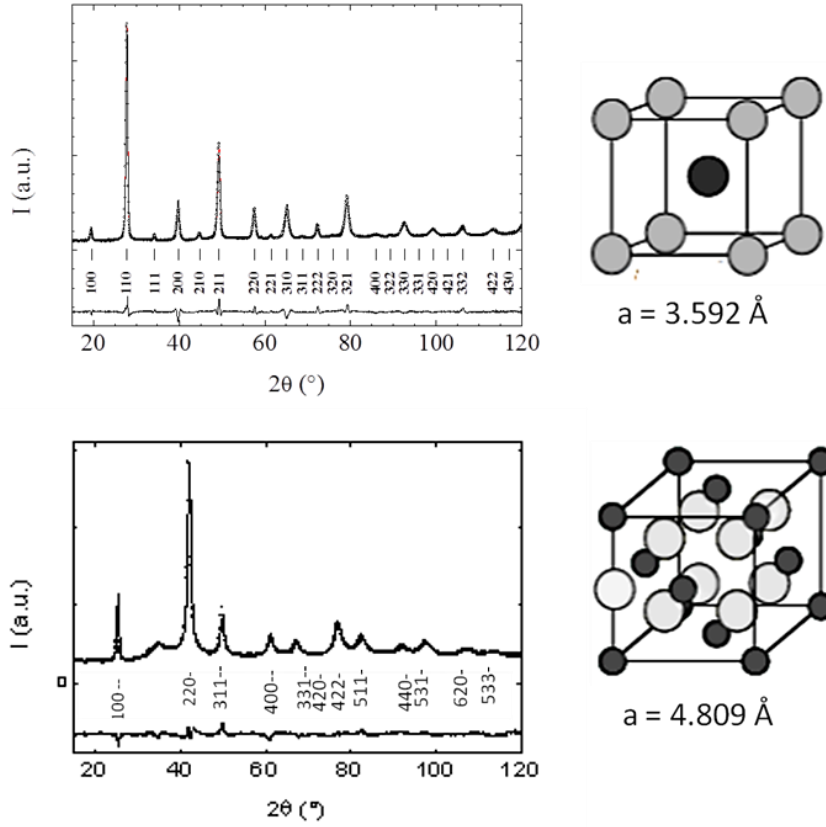 I (a.u.)
100 110 111 200 210 211 220 221 310 311 222 320 321 400 322 330 331 420 421 332 422 430
20 40 60 80 100 120
2θ (°)
a = 3.592 Å
I (a.u.)
100-- 220- 311-- 400-- 331-- 420- 422- 511- 440- 531- 620- 533-
20 40 60 80 100 120
2θ (°)
a = 4.809 Å